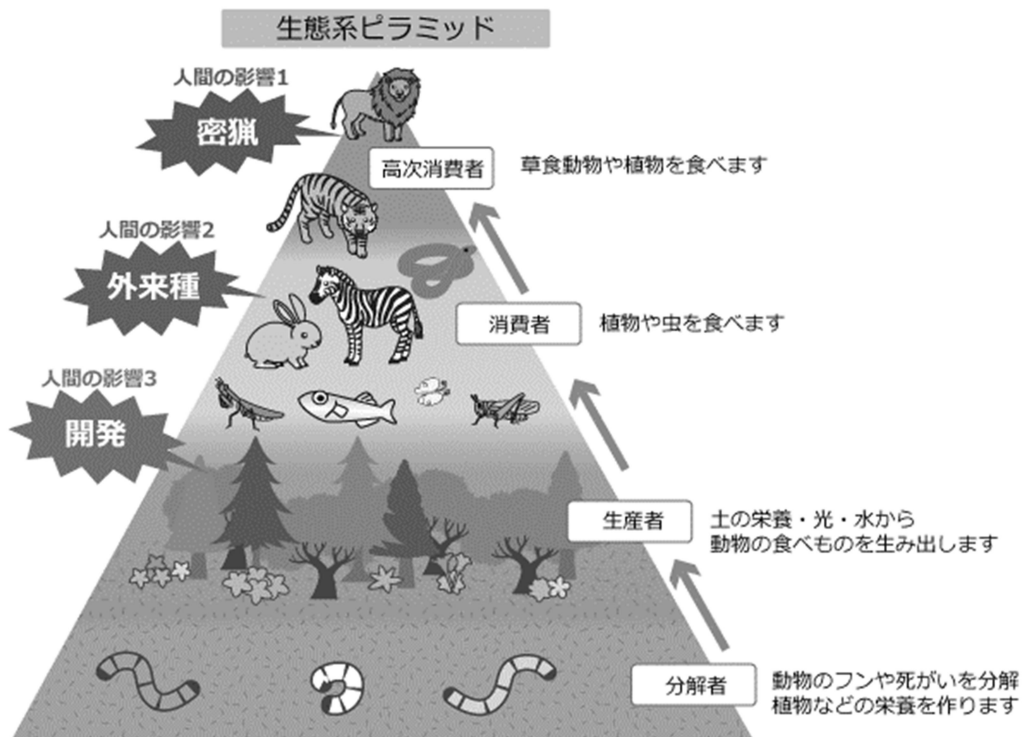 生態系ピラミッド
人間の影響1
密猟
高次消費者
草食動物や植物を食べます
人間の影響2
外来種
消費者
植物や虫を食べます
人間の影響3
開発
生産者
土の栄養・光・水から
動物の食べものを生み出します
分解者
動物のフンや死がいを分解
植物などの栄養を作ります